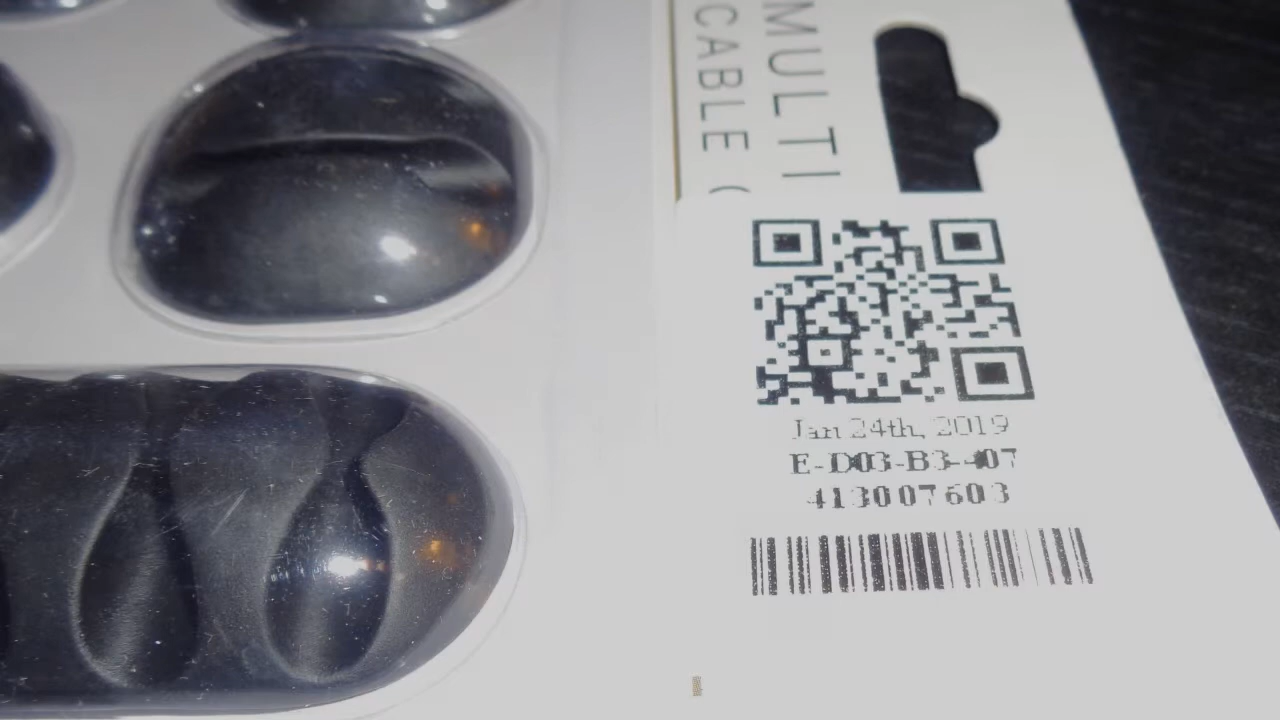 MULTI
CABLE (
Jan 24th, 2019
E-D03-B3-407
413007603